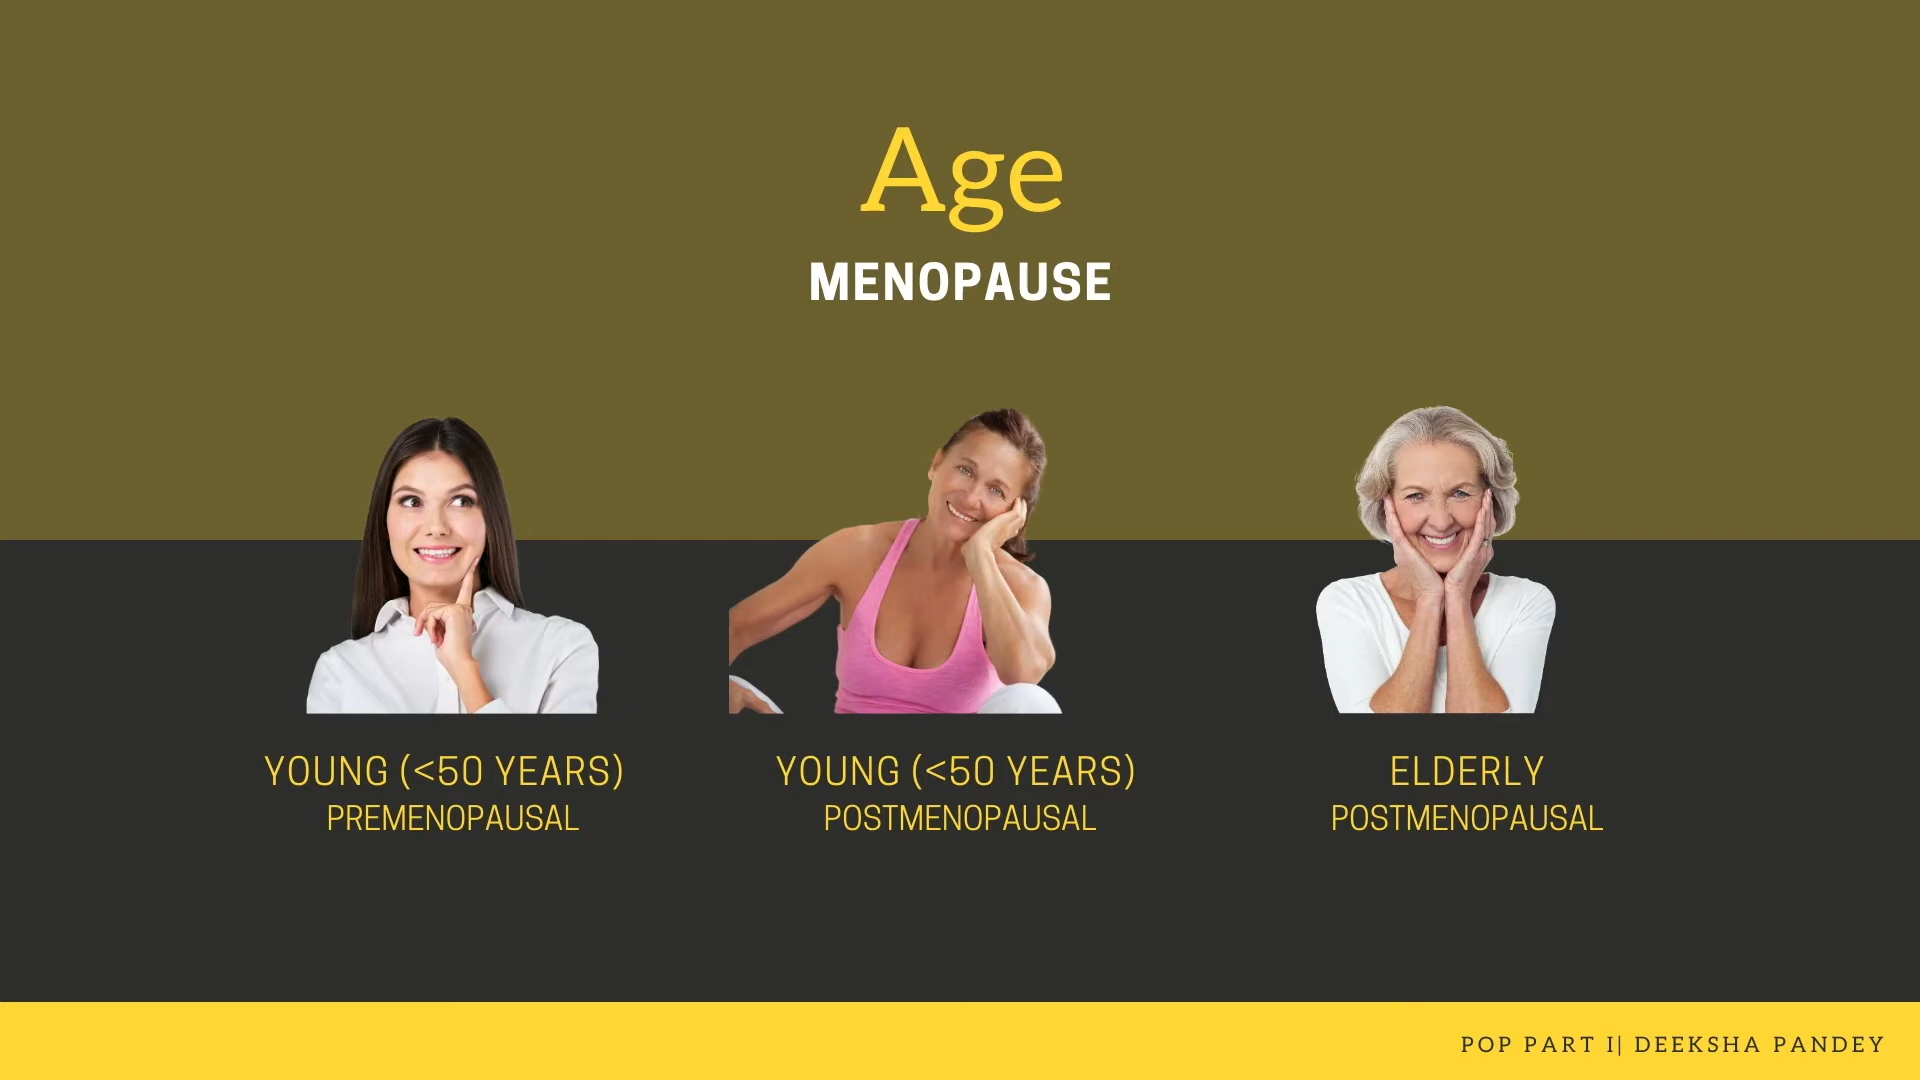 Age
MENOPAUSE
YOUNG (<50 YEARS)
PREMENOPAUSAL
YOUNG (<50 YEARS)
POSTMENOPAUSAL
ELDERLY
POSTMENOPAUSAL
POP PART I| DEEKSHA PANDEY